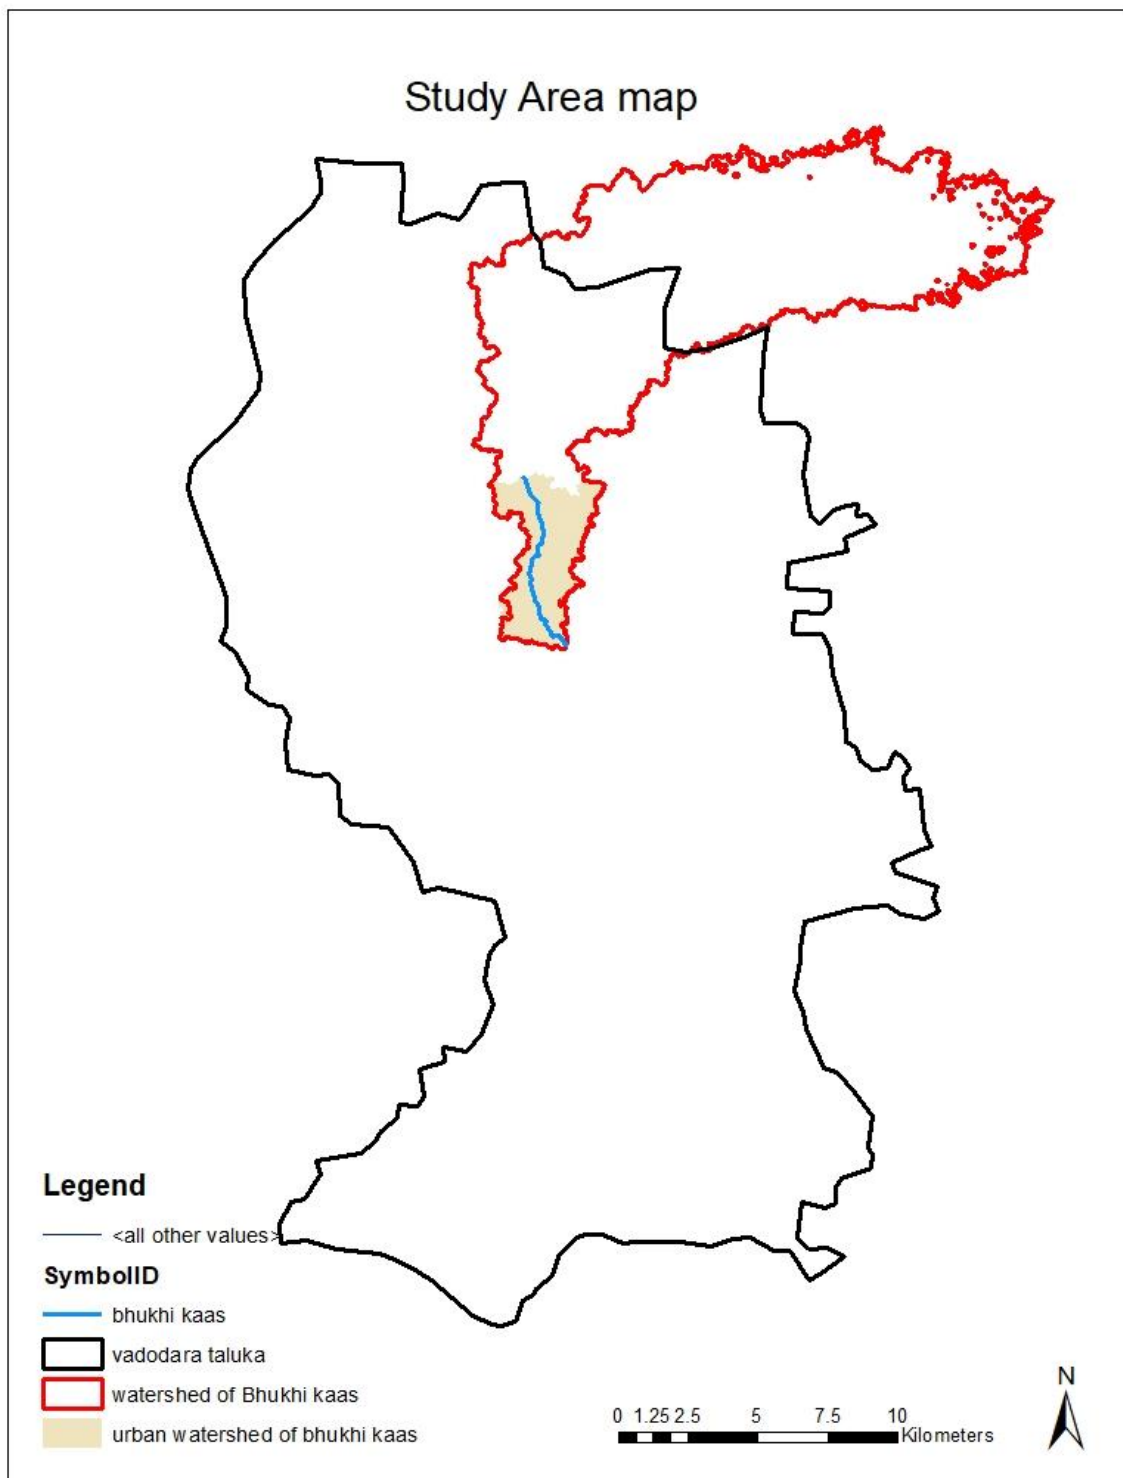 Study Area map
Legend
<all other values>
SymbolID
bhukhi kaas
vadodara taluka
watershed of Bhukhi kaas
urban watershed of bhukhi kaas
0 1.25 2.5 5 7.5 10
Kilometers
N